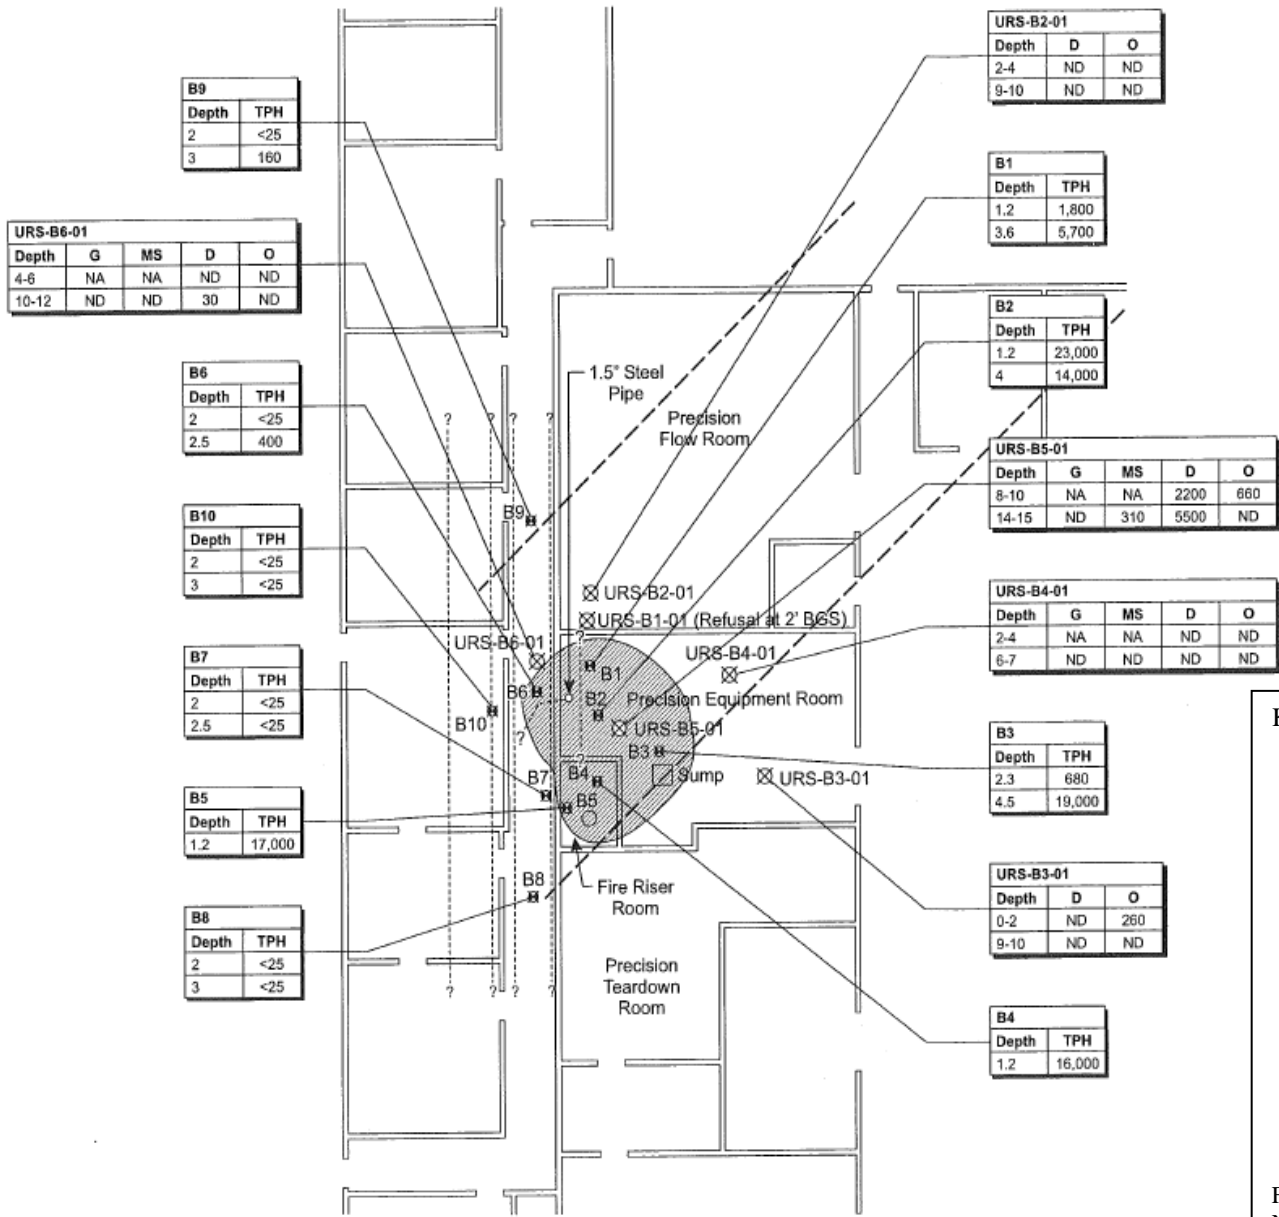 URS-B2-01
Depth D O
2-4 ND ND
9-10 ND ND
B9
Depth TPH
2 <25
3 160
B1
Depth TPH
1.2 1,800
3.6 5,700
URS-B6-01
Depth G MS D O
4-6 NA NA ND ND
10-12 ND ND 30 ND
B2
Depth TPH
1.2 23,000
4 14,000
B6
Depth TPH
2 <25
2.5 400
1.5" Steel
Pipe
Precision
Flow Room
? ? ? ?
URS-B5-01
Depth G MS D O
8-10 NA NA 2200 660
14-15 ND 310 5500 ND
B10
Depth TPH
2 <25
3 <25
B9
URS-B2-01
URS-B1-01 (Refusal at 2' BGS)
URS-B4-01
Depth G MS D O
2-4 NA NA ND ND
6-7 ND ND ND ND
?
URS-B6-01
URS-B4-01
B7
Depth TPH
2 <25
2.5 <25
B1
B6
B2
Precision Equipment Room
B10
URS-B5-01
?
B3
Depth TPH
2.3 680
4.5 19,000
B3
?
B7
B4
Sump
URS-B3-01
B5
B5
Depth TPH
1.2 17,000
B8
Fire Riser
Room
URS-B3-01
Depth D O
0-2 ND 260
9-10 ND ND
B8
Depth TPH
2 <25
3 <25
Precision
Teardown
Room
? ? ? ?
B4
Depth TPH
1.2 16,000